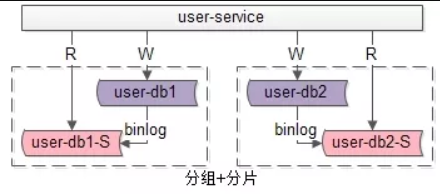 user-service
R W W R
user-db1 user-db2
binlog binlog
user-db1-S user-db2-S
分组+分片